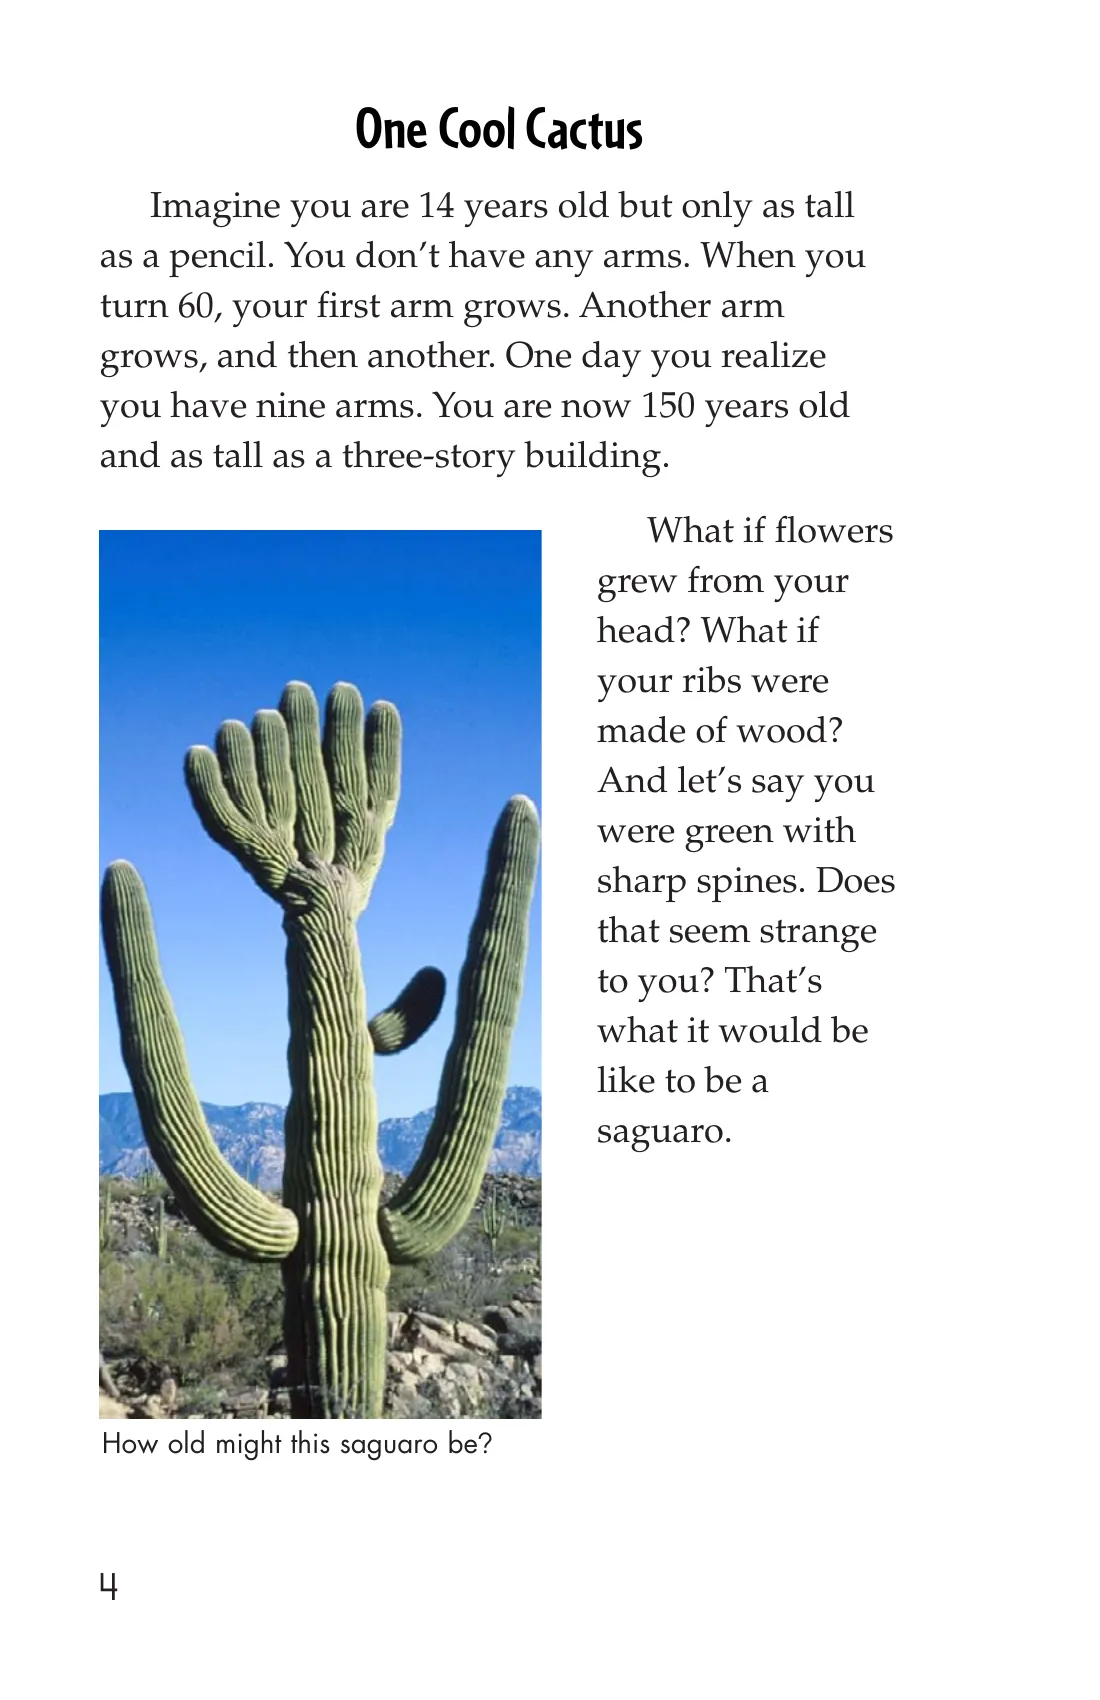 One Cool Cactus
Imagine you are 14 years old but only as tall
as a pencil. You don’t have any arms. When you
turn 60, your first arm grows. Another arm
grows, and then another. One day you realize
you have nine arms. You are now 150 years old
and as tall as a three-story building.
What if flowers
grew from your
head? What if
your ribs were
made of wood?
And let’s say you
were green with
sharp spines. Does
that seem strange
to you? That’s
what it would be
like to be a
saguaro.
How old might this saguaro be?
4